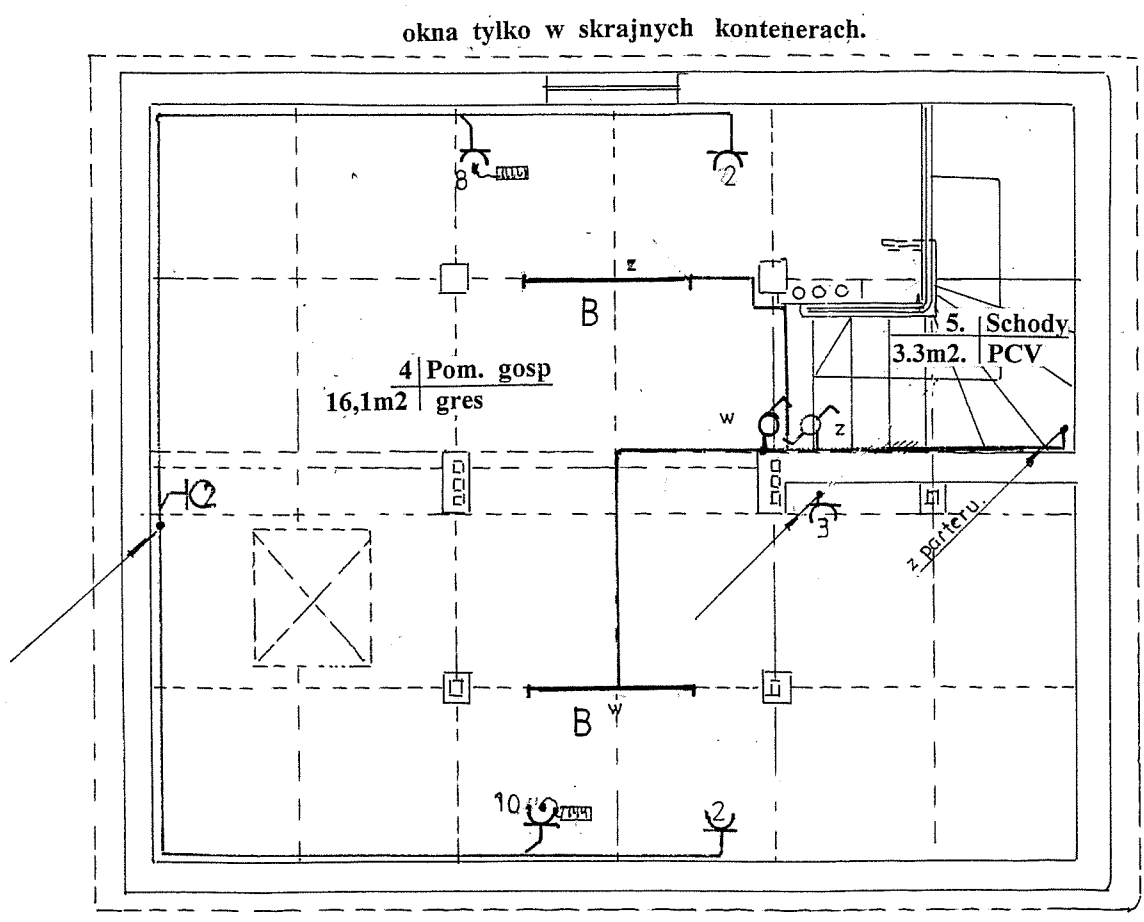 okna tylko w skrajnych kontenerach.
8
2
z
B
5. Schody
3.3m2. PCV
4 Pom. gosp
16,1m2 gres
w
z
2
3
z parteru.
B
w
10
2